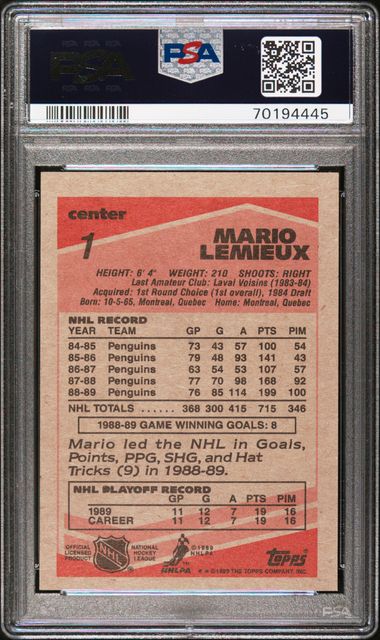 PSA
PSA
70194445
center
1
MARIO
LEMIEUX
HEIGHT: 6' 4" WEIGHT: 210 SHOOTS: RIGHT
Last Amateur Club: Laval Voisins (1983-84)
Acquired: 1st Round Choice (1st overall), 1984 Draft
Born: 10-5-65, Montreal, Quebec Home: Montreal, Quebec
NHL RECORD
YEAR TEAM GP G A PTS PIM
84-85 Penguins 73 43 57 100 54
85-86 Penguins 79 48 93 141 43
86-87 Penguins 63 54 53 107 57
87-88 Penguins 77 70 98 168 92
88-89 Penguins 76 85 114 199 100
NHL TOTALS ...... 368 300 415 715 346
1988-89 GAME WINNING GOALS: 8
Mario led the NHL in Goals,
Points, PPG, SHG, and Hat
Tricks (9) in 1988-89.
NHL PLAYOFF RECORD
GP G A PTS PIM
1989 11 12 7 19 16
CAREER 11 12 7 19 16
OFFICIAL
LICENSED
PRODUCT
NHL
NATIONAL
HOCKEY
LEAGUE
©1989
NHLPA
NHLPA
TOPPS
©1989 THE TOPPS COMPANY, INC.
PSA